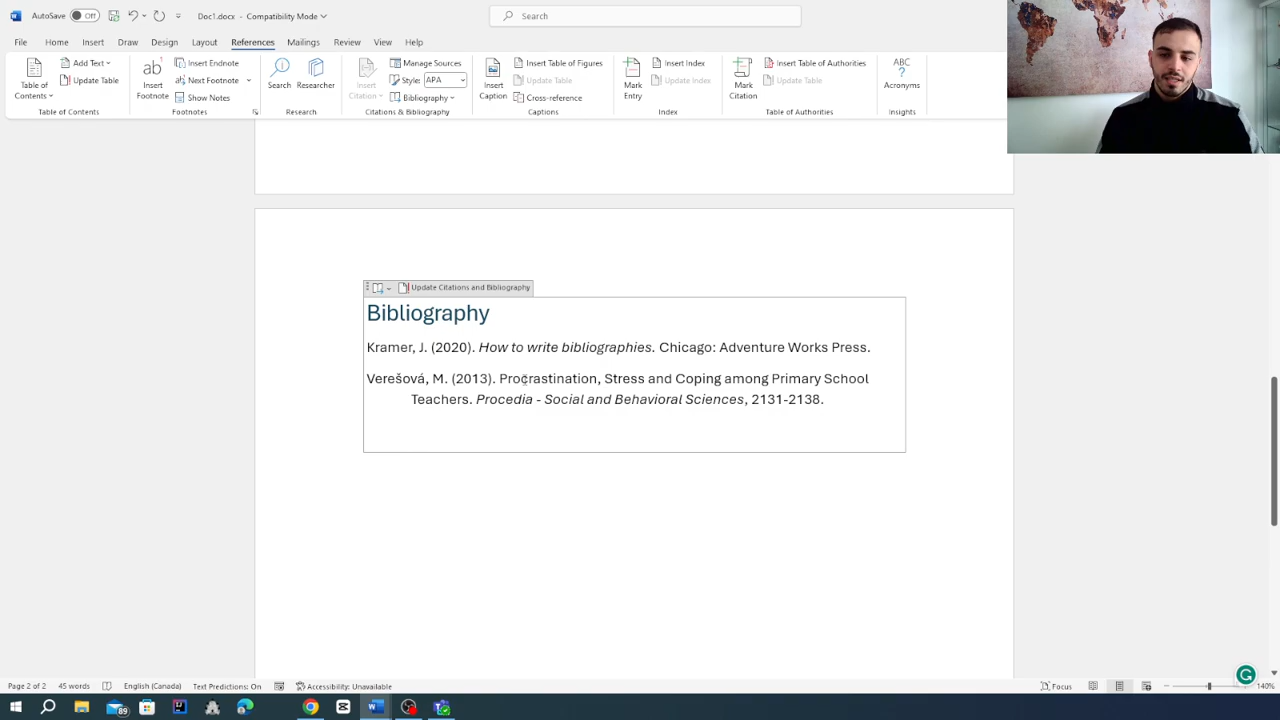 AutoSave Off Doc1.docx - Compatibility Mode Search
File Home Insert Draw Design Layout References Mailings Review View Help
Table of Contents
Add Text
Update Table
Table of Contents
ab
Insert Footnote
Insert Endnote
Next Footnote
Show Notes
Footnotes
Search
Researcher
Research
Insert Citation
Manage Sources
Style: APA
Bibliography
Citations & Bibliography
Insert Caption
Insert Table of Figures
Update Table
Cross-reference
Captions
Mark Entry
Insert Index
Update Index
Index
Mark Citation
Insert Table of Authorities
Update Table
Table of Authorities
ABC
?
Acronyms
Insights
Update Citations and Bibliography
Bibliography
Kramer, J. (2020). How to write bibliographies. Chicago: Adventure Works Press.
Verešová, M. (2013). Procrastination, Stress and Coping among Primary School
Teachers. Procedia - Social and Behavioral Sciences, 2131-2138.
Page 2 of 2 45 words English (Canada) Text Predictions: On Accessibility: Unavailable Focus 140%
89